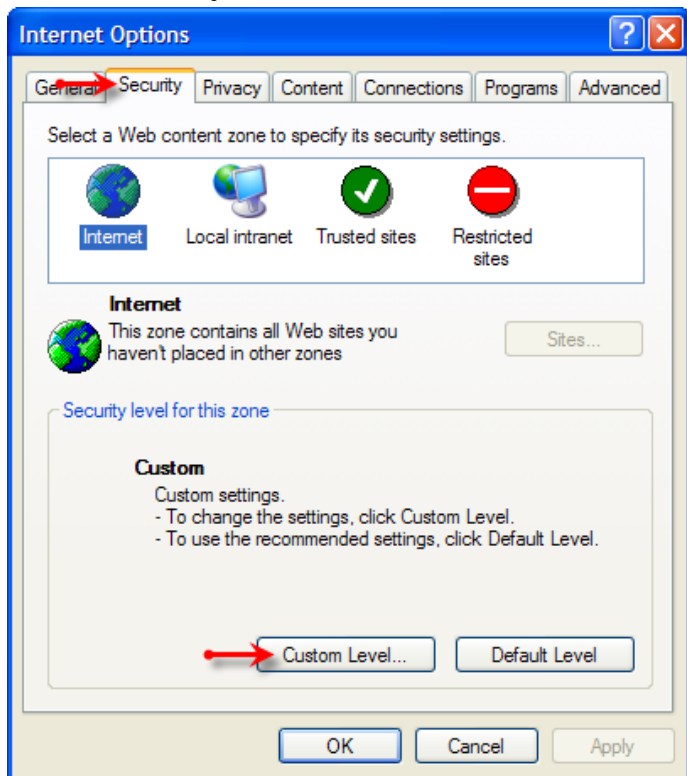 Internet Options
General Security Privacy Content Connections Programs Advanced
Select a Web content zone to specify its security settings.
Internet Local intranet Trusted sites Restricted
sites
Internet
This zone contains all Web sites you
haven't placed in other zones
Sites...
Security level for this zone
Custom
Custom settings.
- To change the settings, click Custom Level.
- To use the recommended settings, click Default Level.
Custom Level... Default Level
OK Cancel Apply